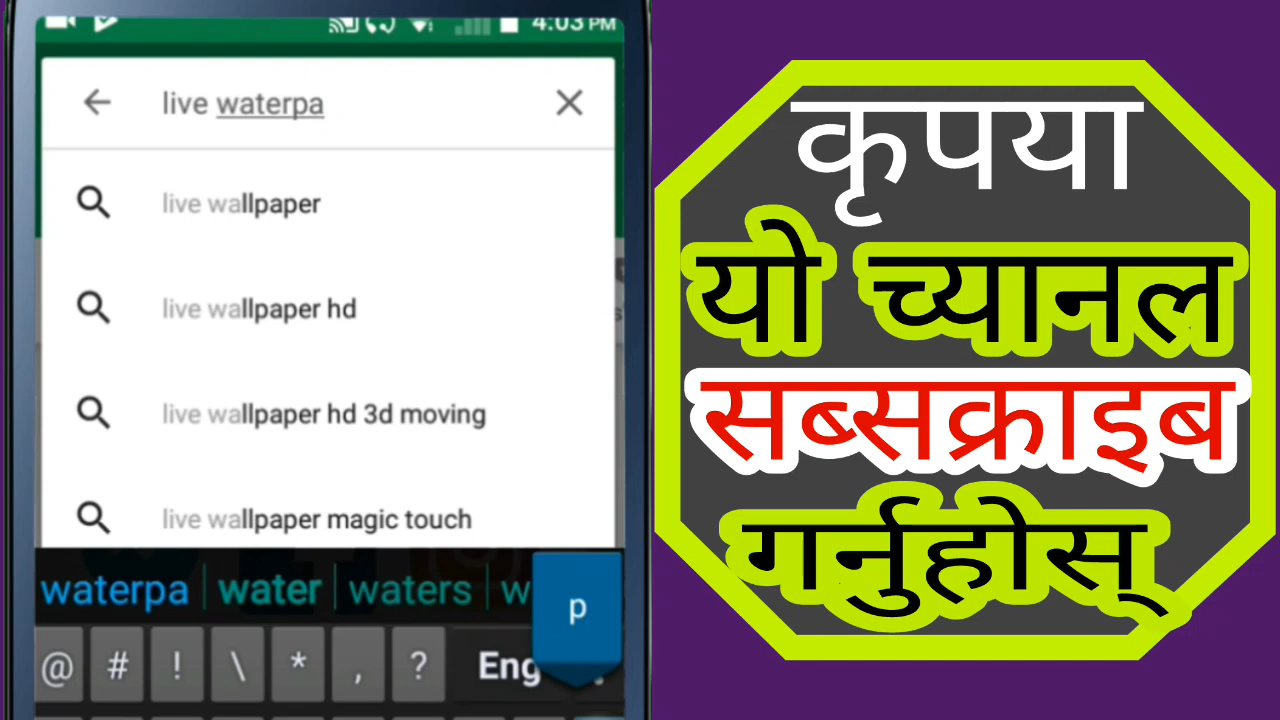 4:03 PM
live waterpa
live wallpaper
live wallpaper hd
live wallpaper hd 3d moving
live wallpaper magic touch
waterpa water waters
p
@ # ! \ * , ? Eng
कृपया
यो च्यानल
सब्सक्राइब
गर्नुहोस्